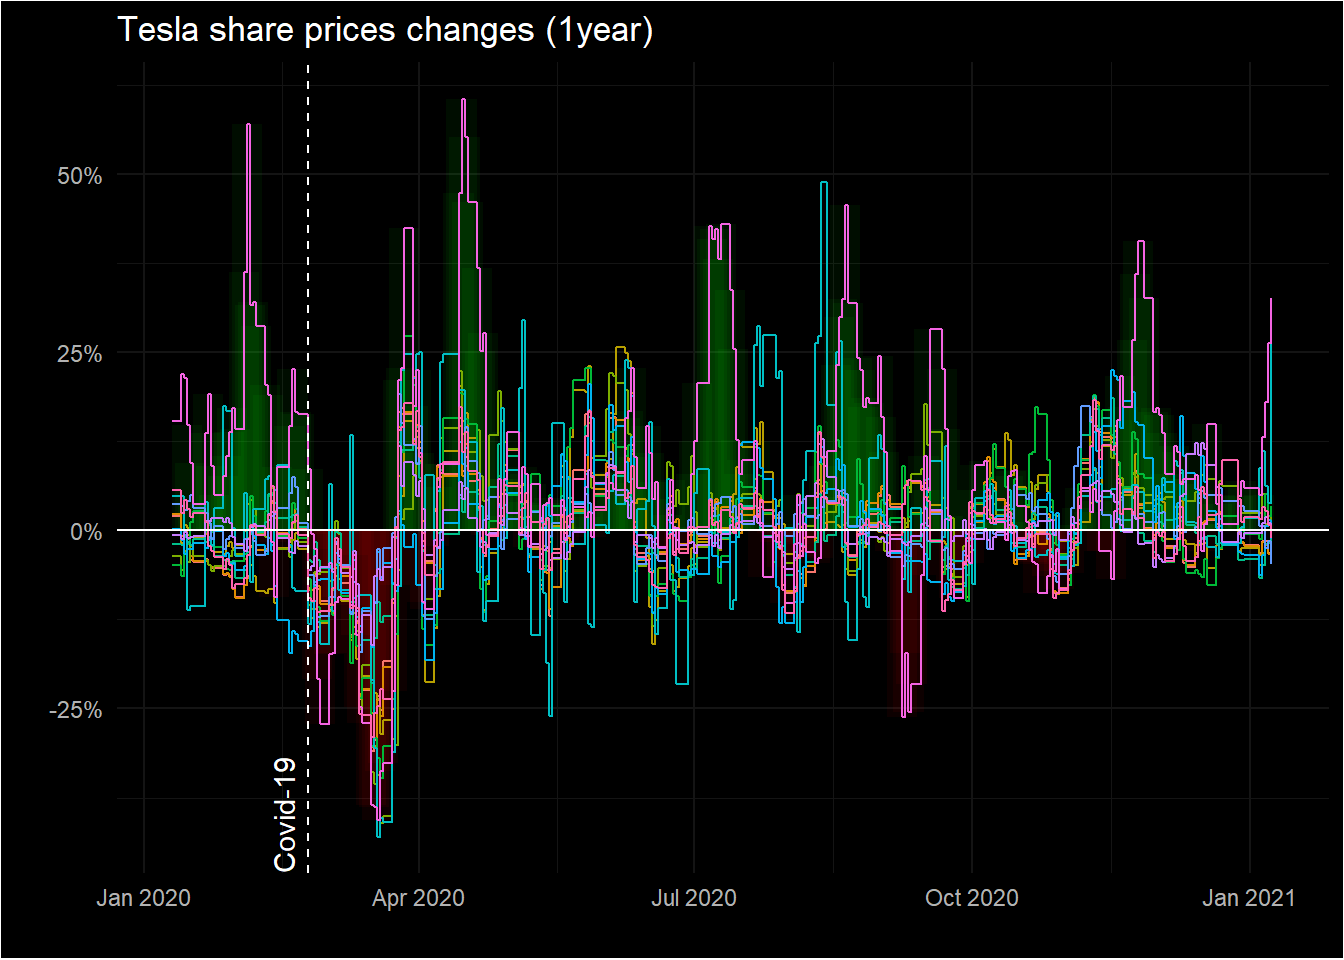 Tesla share prices changes (1year)
50%
25%
0%
-25%
Covid-19
Jan 2020
Apr 2020
Jul 2020
Oct 2020
Jan 2021